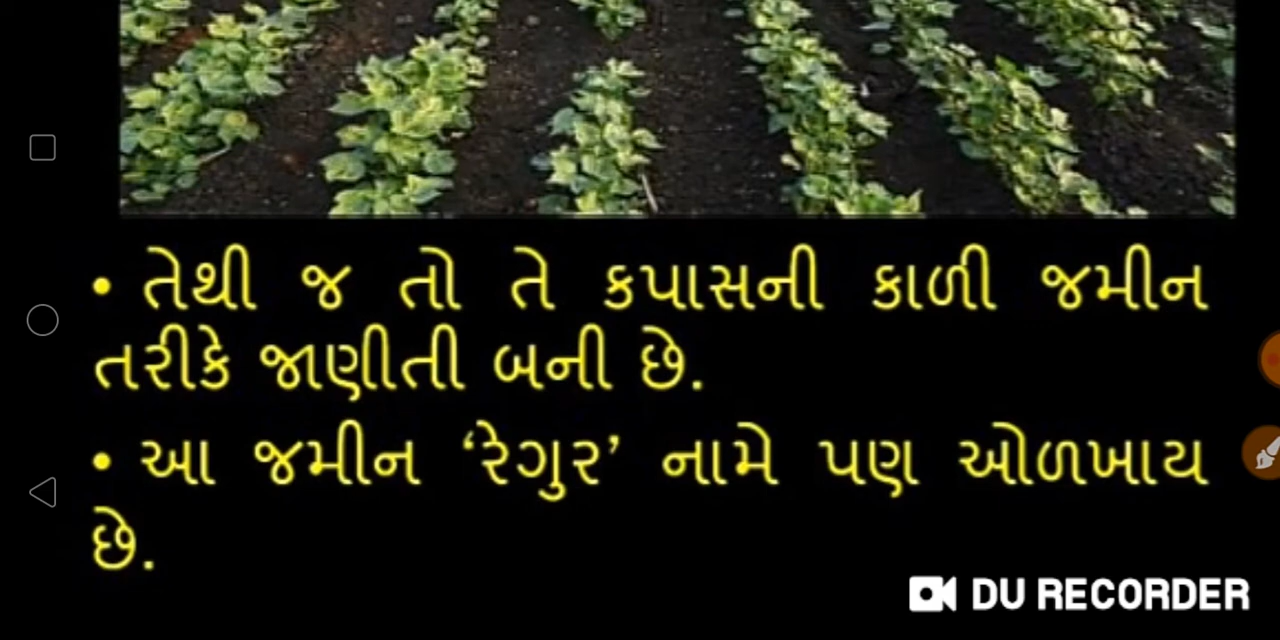 • તેથી જ તો તે કપાસની કાળી જમીન
તરીકે જાણીતી બની છે.
• આ જમીન ‘રેગુર’ નામે પણ ઓળખાય
છે.
DU RECORDER